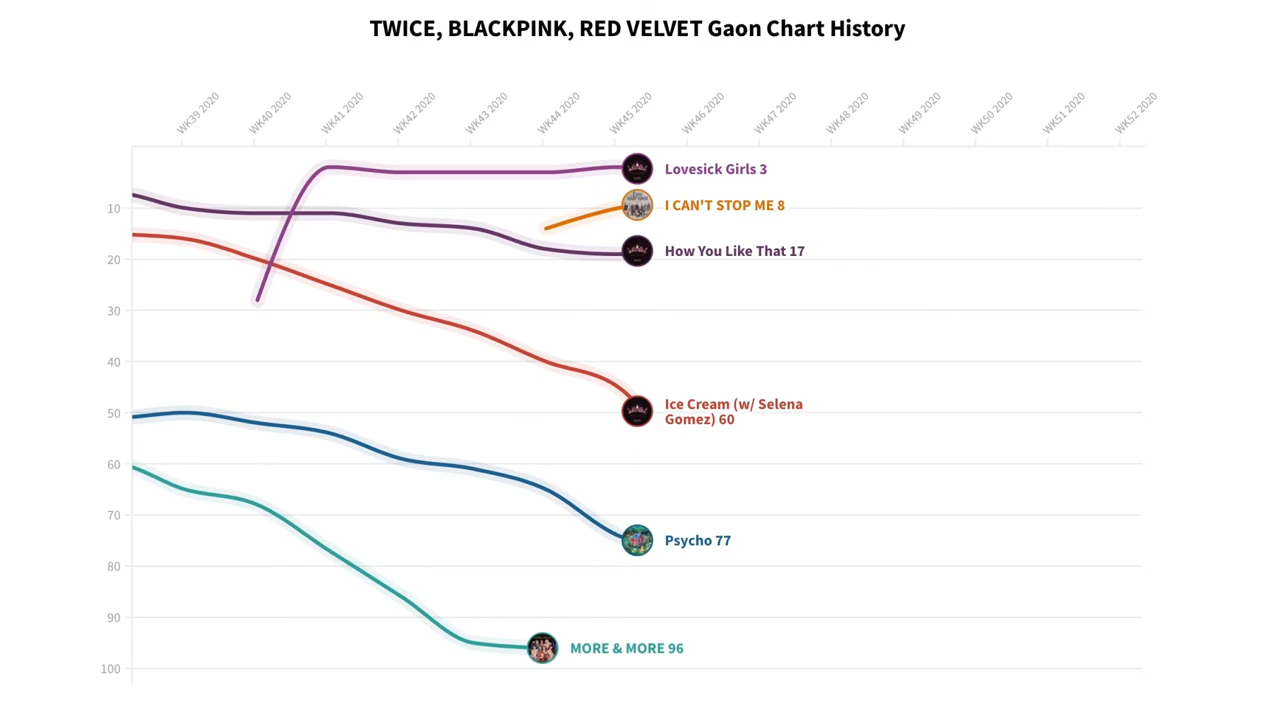 TWICE, BLACKPINK, RED VELVET Gaon Chart History
WK39 2020
WK40 2020
WK41 2020
WK42 2020
WK43 2020
WK44 2020
WK45 2020
WK46 2020
WK47 2020
WK48 2020
WK49 2020
WK50 2020
WK51 2020
WK52 2020
Lovesick Girls 3
I CAN'T STOP ME 8
10
How You Like That 17
20
30
40
Ice Cream (w/ Selena
Gomez) 60
50
60
70
Psycho 77
80
90
MORE & MORE 96
100